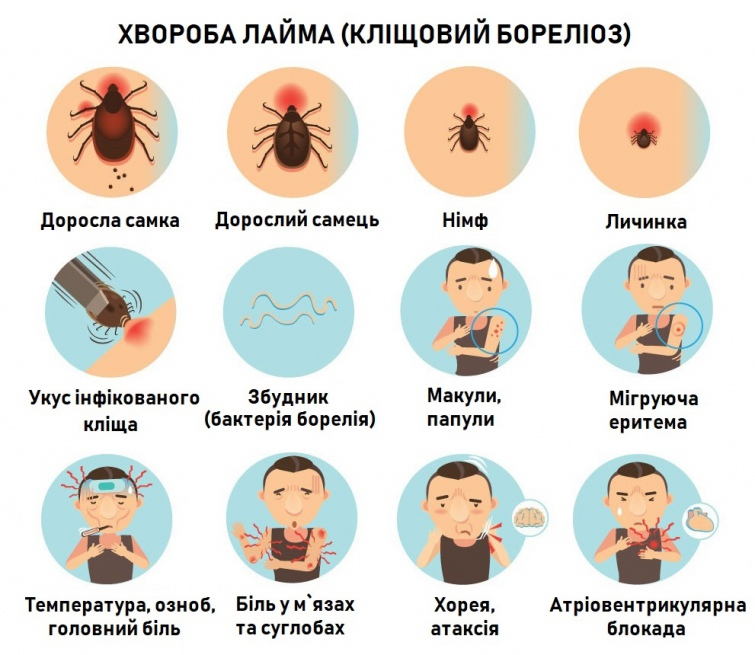 ХВОРОБА ЛАЙМА (КЛІЩОВИЙ БОРЕЛІОЗ)
Доросла самка
Дорослий самець
Німф
Личинка
Укус інфікованого
кліща
Збудник
(бактерія борелія)
Макули,
папули
Мігруюча
еритема
Температура, озноб,
головний біль
Біль у м`язах
та суглобах
Хорея,
атаксія
Атріовентрикулярна
блокада